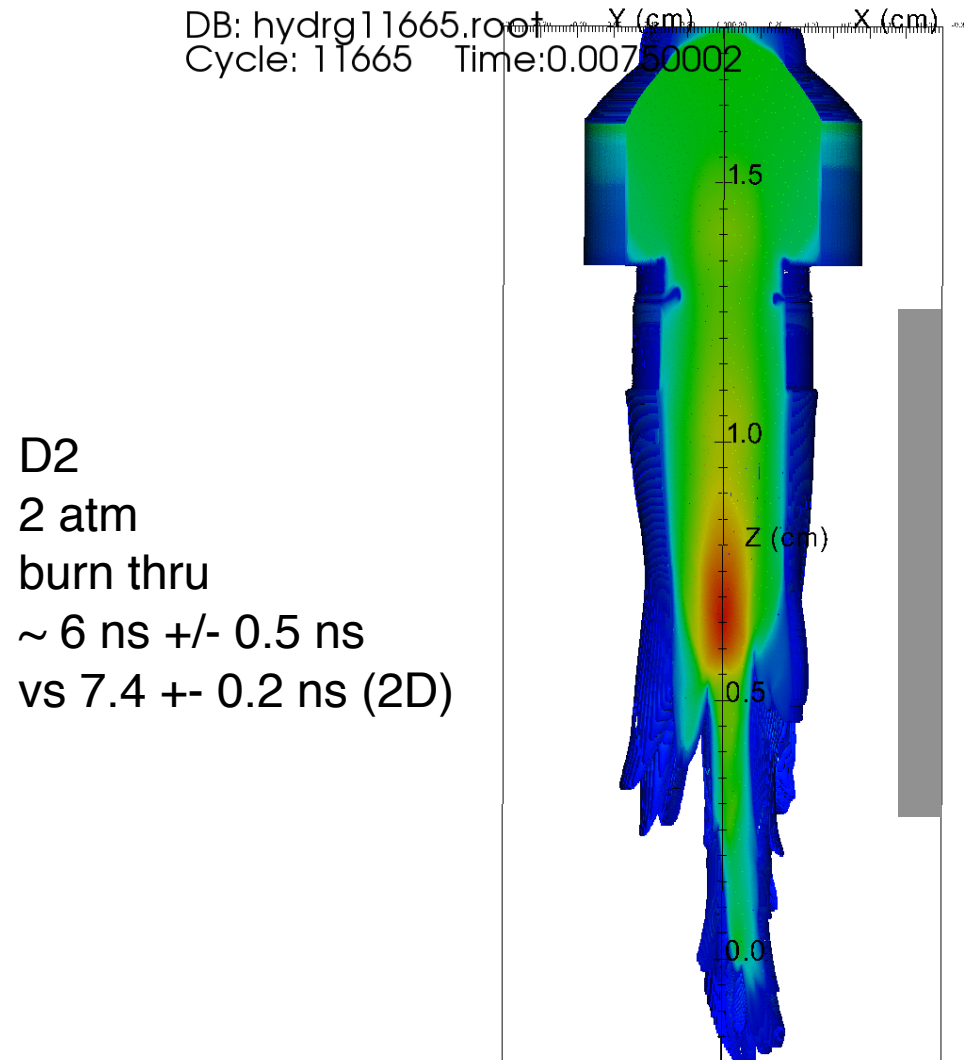 DB: hydrg11665.root
Cycle: 11665 Time:0.00750002
Y (cm)
X (cm)
1.5
1.0
Z (cm)
0.5
0.0
D2
2 atm
burn thru
~ 6 ns +/- 0.5 ns
vs 7.4 +- 0.2 ns (2D)